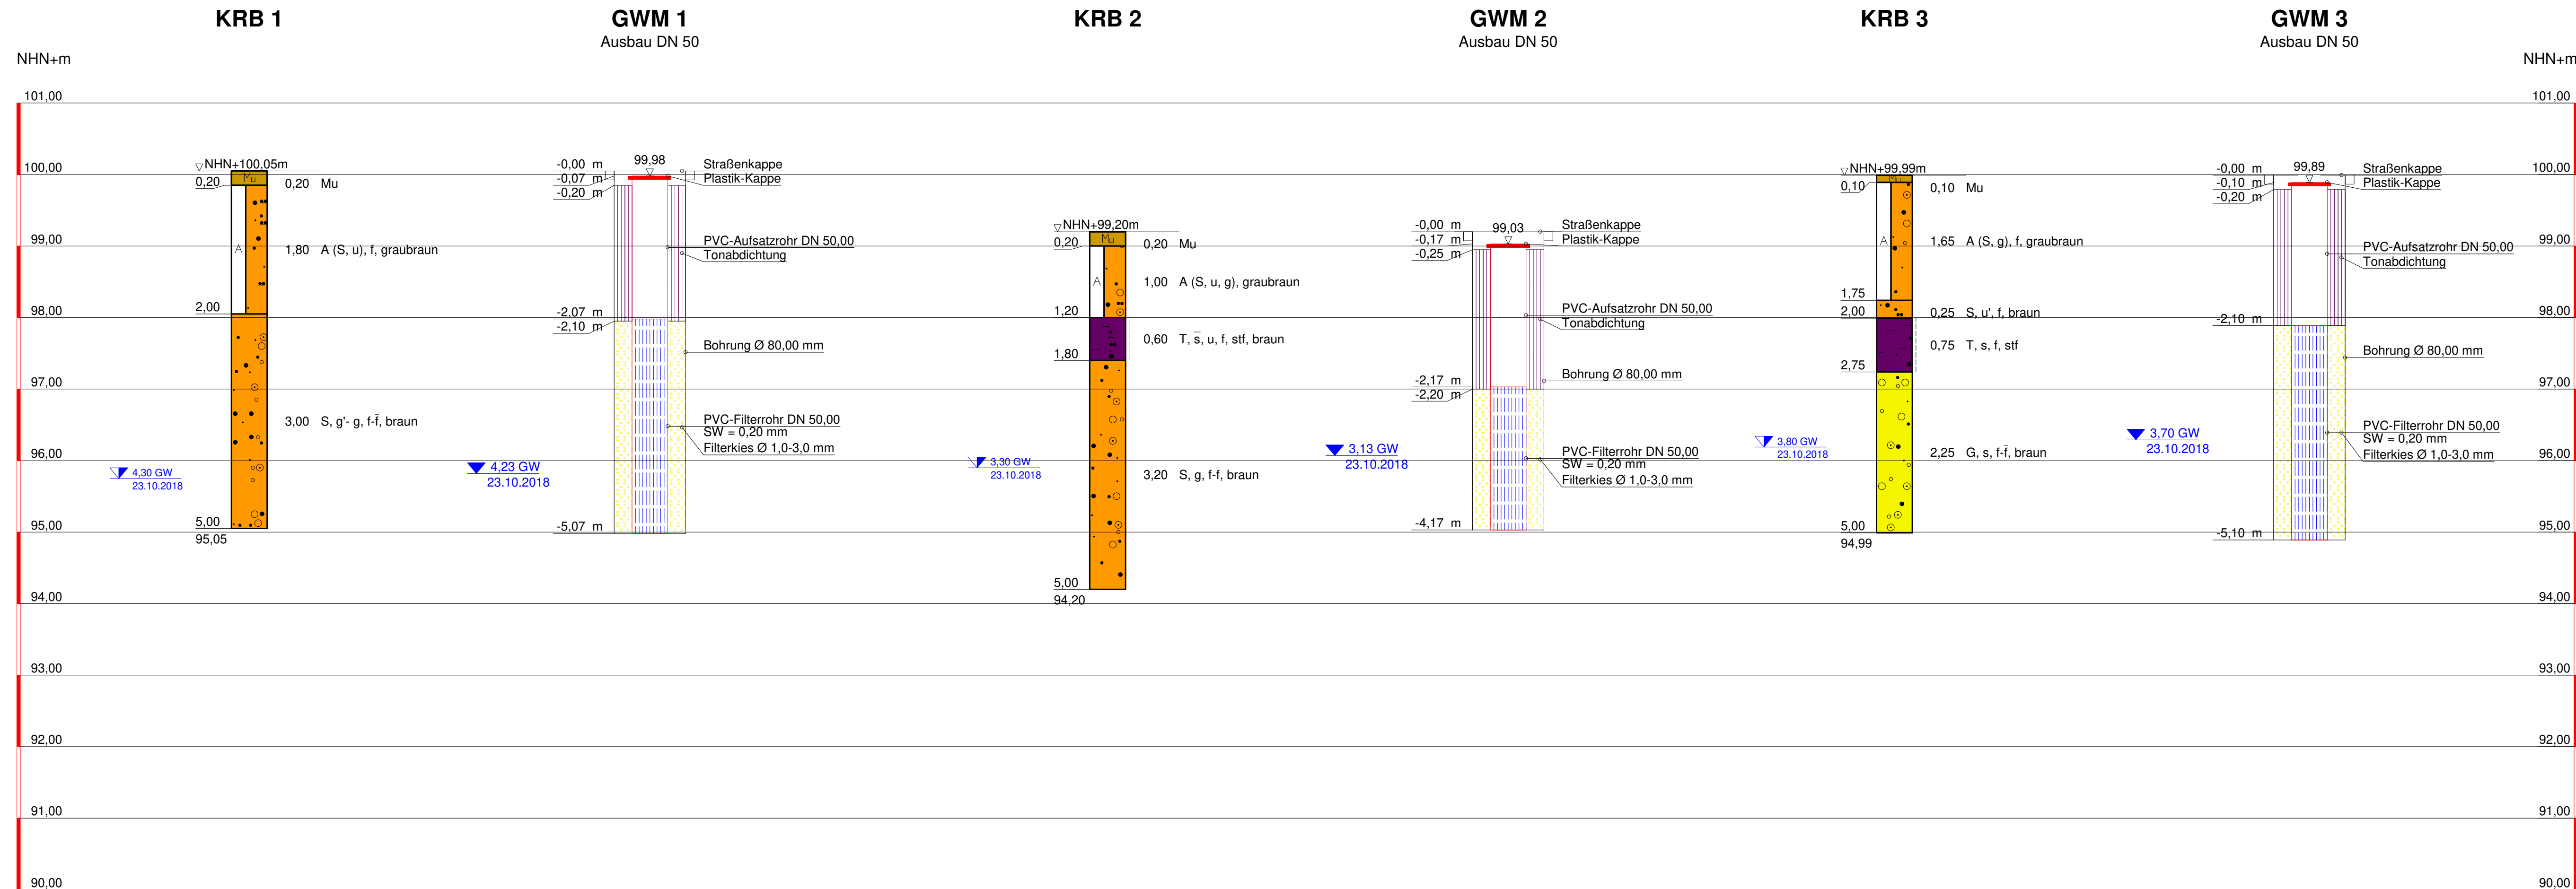 KRB 1
GWM 1
Ausbau DN 50
KRB 2
GWM 2
Ausbau DN 50
KRB 3
GWM 3
Ausbau DN 50
NHN+m
101,00
100,00
99,00
98,00
97,00
96,00
95,00
94,00
93,00
92,00
91,00
90,00
NHN+100,05m
Mu
0,20
0,20 Mu
A
1,80 A (S, u), f, graubraun
2,00
3,00 S, g'- g, f-f̄, braun
4,30 GW
23.10.2018
5,00
95,05
-0,00 m
99,98
Straßenkappe
-0,07 m
Plastik-Kappe
-0,20 m
PVC-Aufsatzrohr DN 50,00
Tonabdichtung
-2,07 m
-2,10 m
Bohrung Ø 80,00 mm
PVC-Filterrohr DN 50,00
SW = 0,20 mm
Filterkies Ø 1,0-3,0 mm
4,23 GW
23.10.2018
-5,07 m
NHN+99,20m
Mu
0,20
0,20 Mu
A
1,00 A (S, u, g), graubraun
1,20
0,60 T, s̄, u, f, stf, braun
1,80
3,30 GW
23.10.2018
3,20 S, g, f-f̄, braun
5,00
94,20
-0,00 m
99,03
Straßenkappe
-0,17 m
Plastik-Kappe
-0,25 m
PVC-Aufsatzrohr DN 50,00
Tonabdichtung
Bohrung Ø 80,00 mm
-2,17 m
-2,20 m
3,13 GW
23.10.2018
PVC-Filterrohr DN 50,00
SW = 0,20 mm
Filterkies Ø 1,0-3,0 mm
-4,17 m
NHN+99,99m
Mu
0,10
0,10 Mu
A
1,65 A (S, g), f, graubraun
1,75
2,00
0,25 S, u', f, braun
0,75 T, s, f, stf
2,75
3,80 GW
23.10.2018
2,25 G, s, f-f̄, braun
5,00
94,99
-0,00 m
99,89
Straßenkappe
-0,10 m
Plastik-Kappe
-0,20 m
PVC-Aufsatzrohr DN 50,00
Tonabdichtung
-2,10 m
Bohrung Ø 80,00 mm
PVC-Filterrohr DN 50,00
SW = 0,20 mm
Filterkies Ø 1,0-3,0 mm
3,70 GW
23.10.2018
-5,10 m
NHN+m
101,00
100,00
99,00
98,00
97,00
96,00
95,00
94,00
93,00
92,00
91,00
90,00